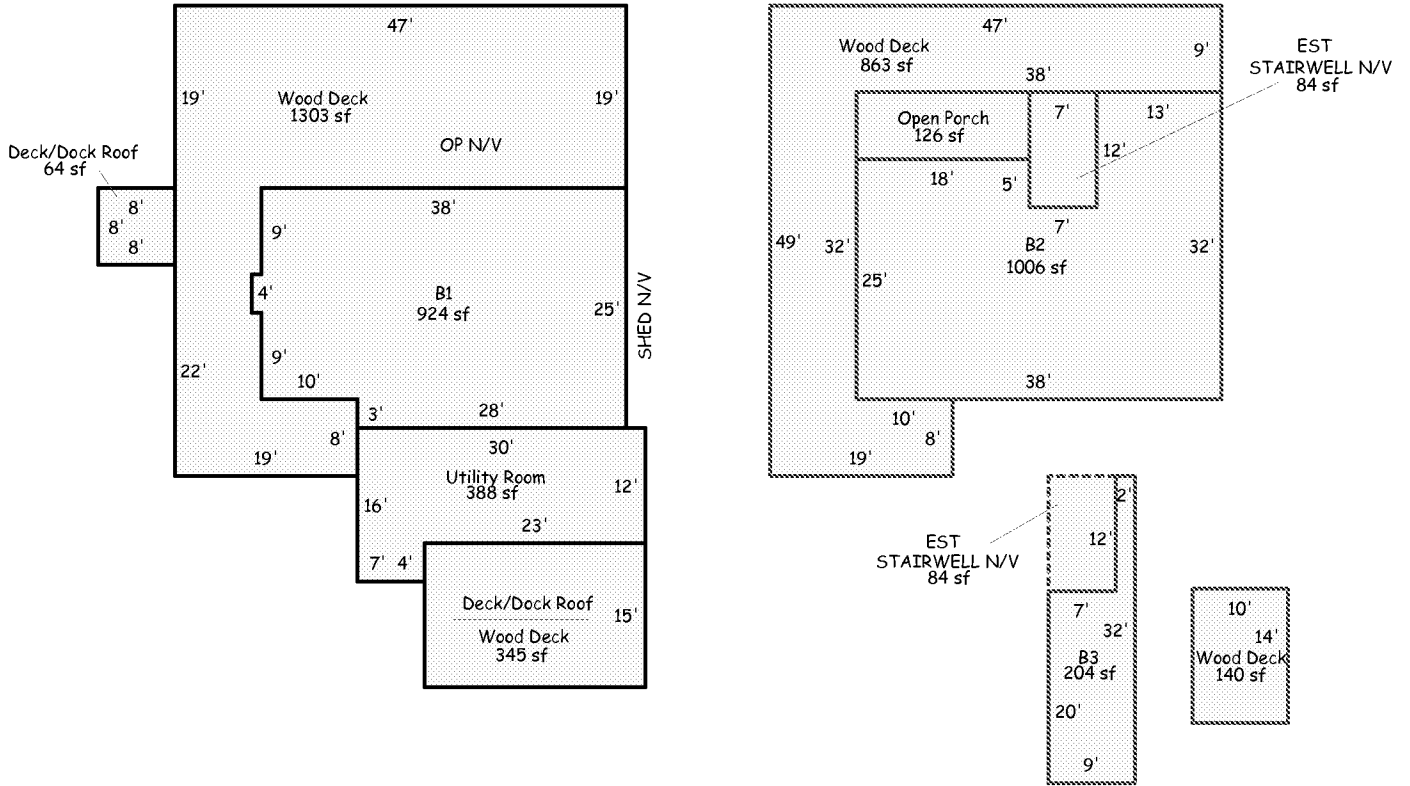 47'
19'
Wood Deck
1303 sf
19'
OP N/V
Deck/Dock Roof
64 sf
8'
8'
8'
38'
9'
4'
B1
924 sf
25'
SHED N/V
9'
22'
10'
3'
28'
8'
19'
30'
Utility Room
388 sf
12'
16'
23'
7'
4'
Deck/Dock Roof
15'
Wood Deck
345 sf
47'
Wood Deck
863 sf
9'
38'
EST
STAIRWELL N/V
84 sf
Open Porch
126 sf
7'
13'
12'
18'
5'
7'
49'
32'
B2
1006 sf
32'
25'
38'
10'
8'
19'
2'
EST
STAIRWELL N/V
84 sf
12'
7'
32'
B3
204 sf
20'
9'
10'
14'
Wood Deck
140 sf